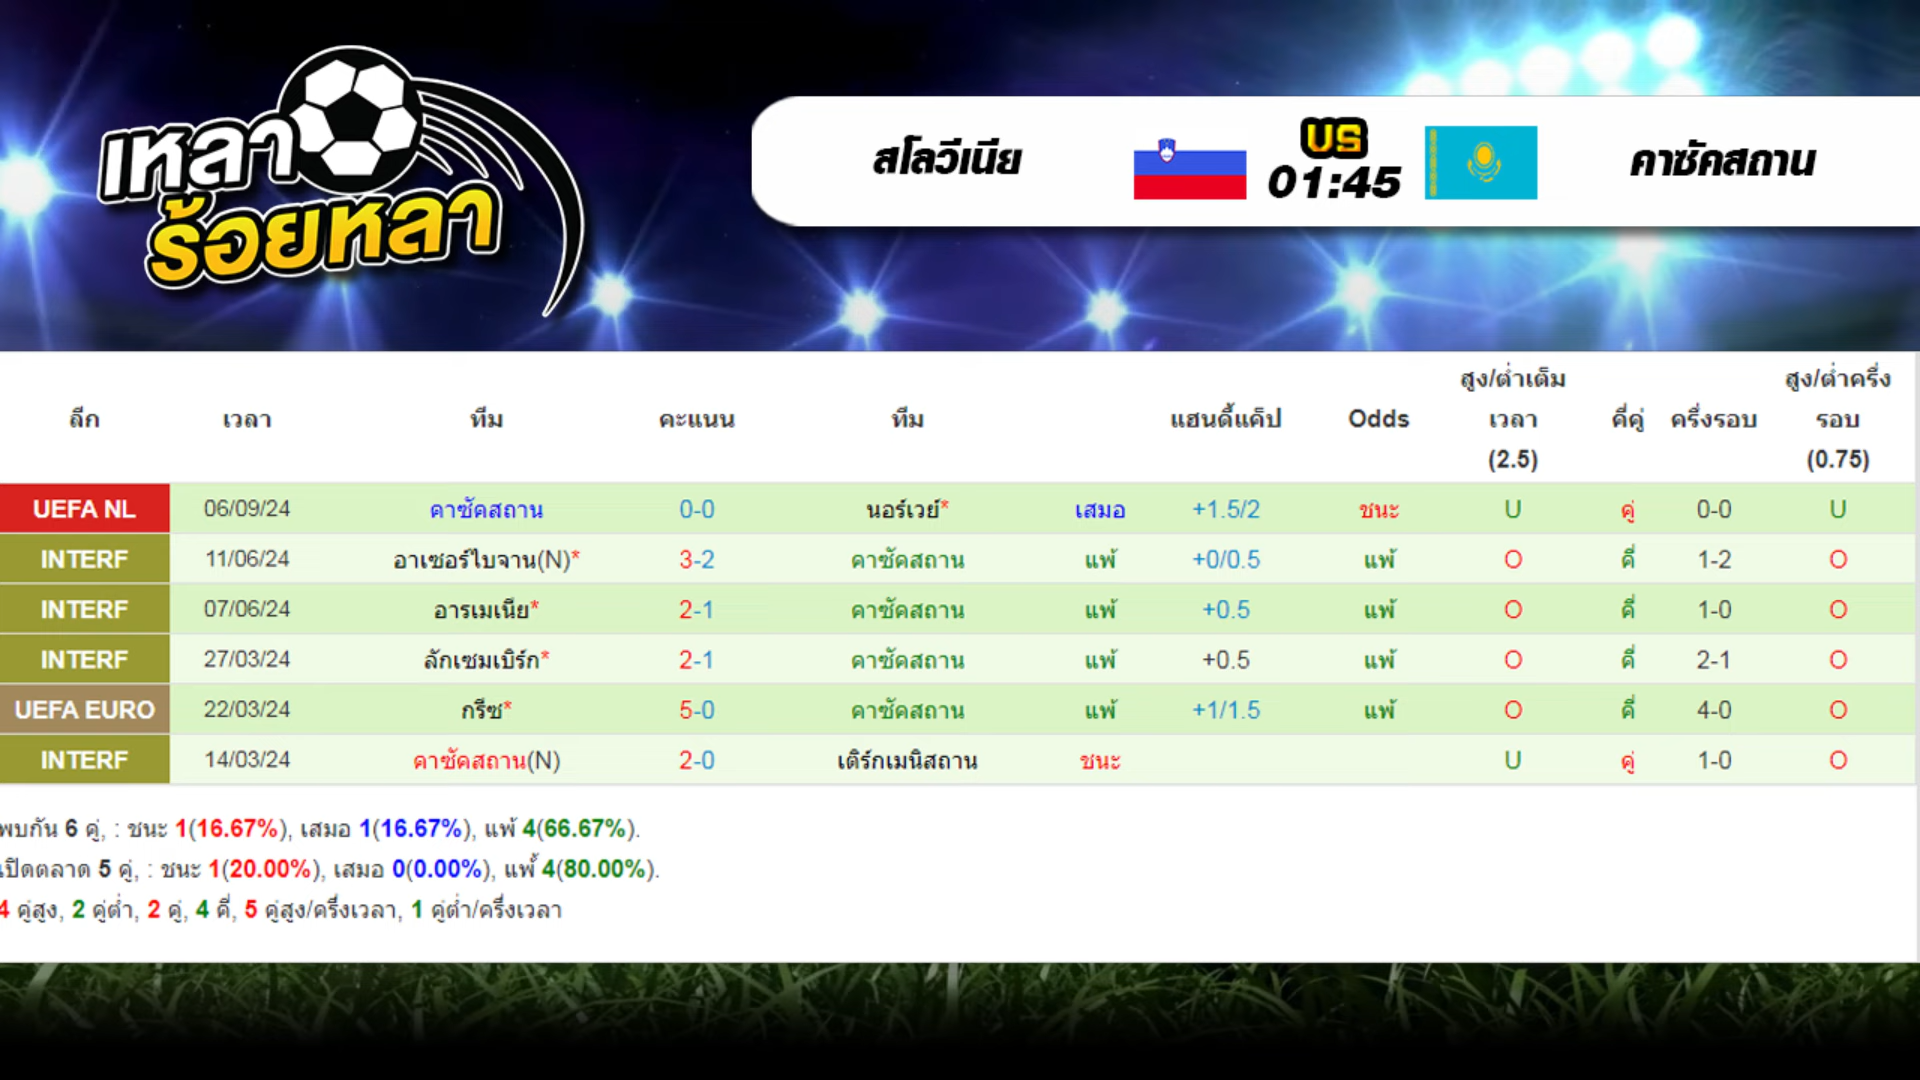 เหลา
ร้อยหลา
สโลวีเนีย VS 01:45 คาซัคสถาน
ลีก เวลา ทีม คะแนน ทีม แฮนดี้แค็ป Odds สูง/ต่ำเต็มเวลา (2.5) คี่คู่ ครึ่งรอบ สูง/ต่ำครึ่งรอบ (0.75)
UEFA NL 06/09/24 คาซัคสถาน 0-0 นอร์เวย์* เสมอ +1.5/2 ชนะ U คู่ 0-0 U
INTERF 11/06/24 อาเซอร์ไบจาน(N)* 3-2 คาซัคสถาน แพ้ +0/0.5 แพ้ O คี่ 1-2 O
INTERF 07/06/24 อารเมเนีย* 2-1 คาซัคสถาน แพ้ +0.5 แพ้ O คี่ 1-0 O
INTERF 27/03/24 ลักเซมเบิร์ก* 2-1 คาซัคสถาน แพ้ +0.5 แพ้ O คี่ 2-1 O
UEFA EURO 22/03/24 กรีซ* 5-0 คาซัคสถาน แพ้ +1/1.5 แพ้ O คี่ 4-0 O
INTERF 14/03/24 คาซัคสถาน(N) 2-0 เติร์กเมนิสถาน ชนะ U คู่ 1-0 O
พบกัน 6 คู่, : ชนะ 1(16.67%), เสมอ 1(16.67%), แพ้ 4(66.67%).
เปิดตลาด 5 คู่, : ชนะ 1(20.00%), เสมอ 0(0.00%), แพ้ 4(80.00%).
4 คู่สูง, 2 คู่ต่ำ, 2 คู่, 4 คี่, 5 คู่สูง/ครึ่งเวลา, 1 คู่ต่ำ/ครึ่งเวลา